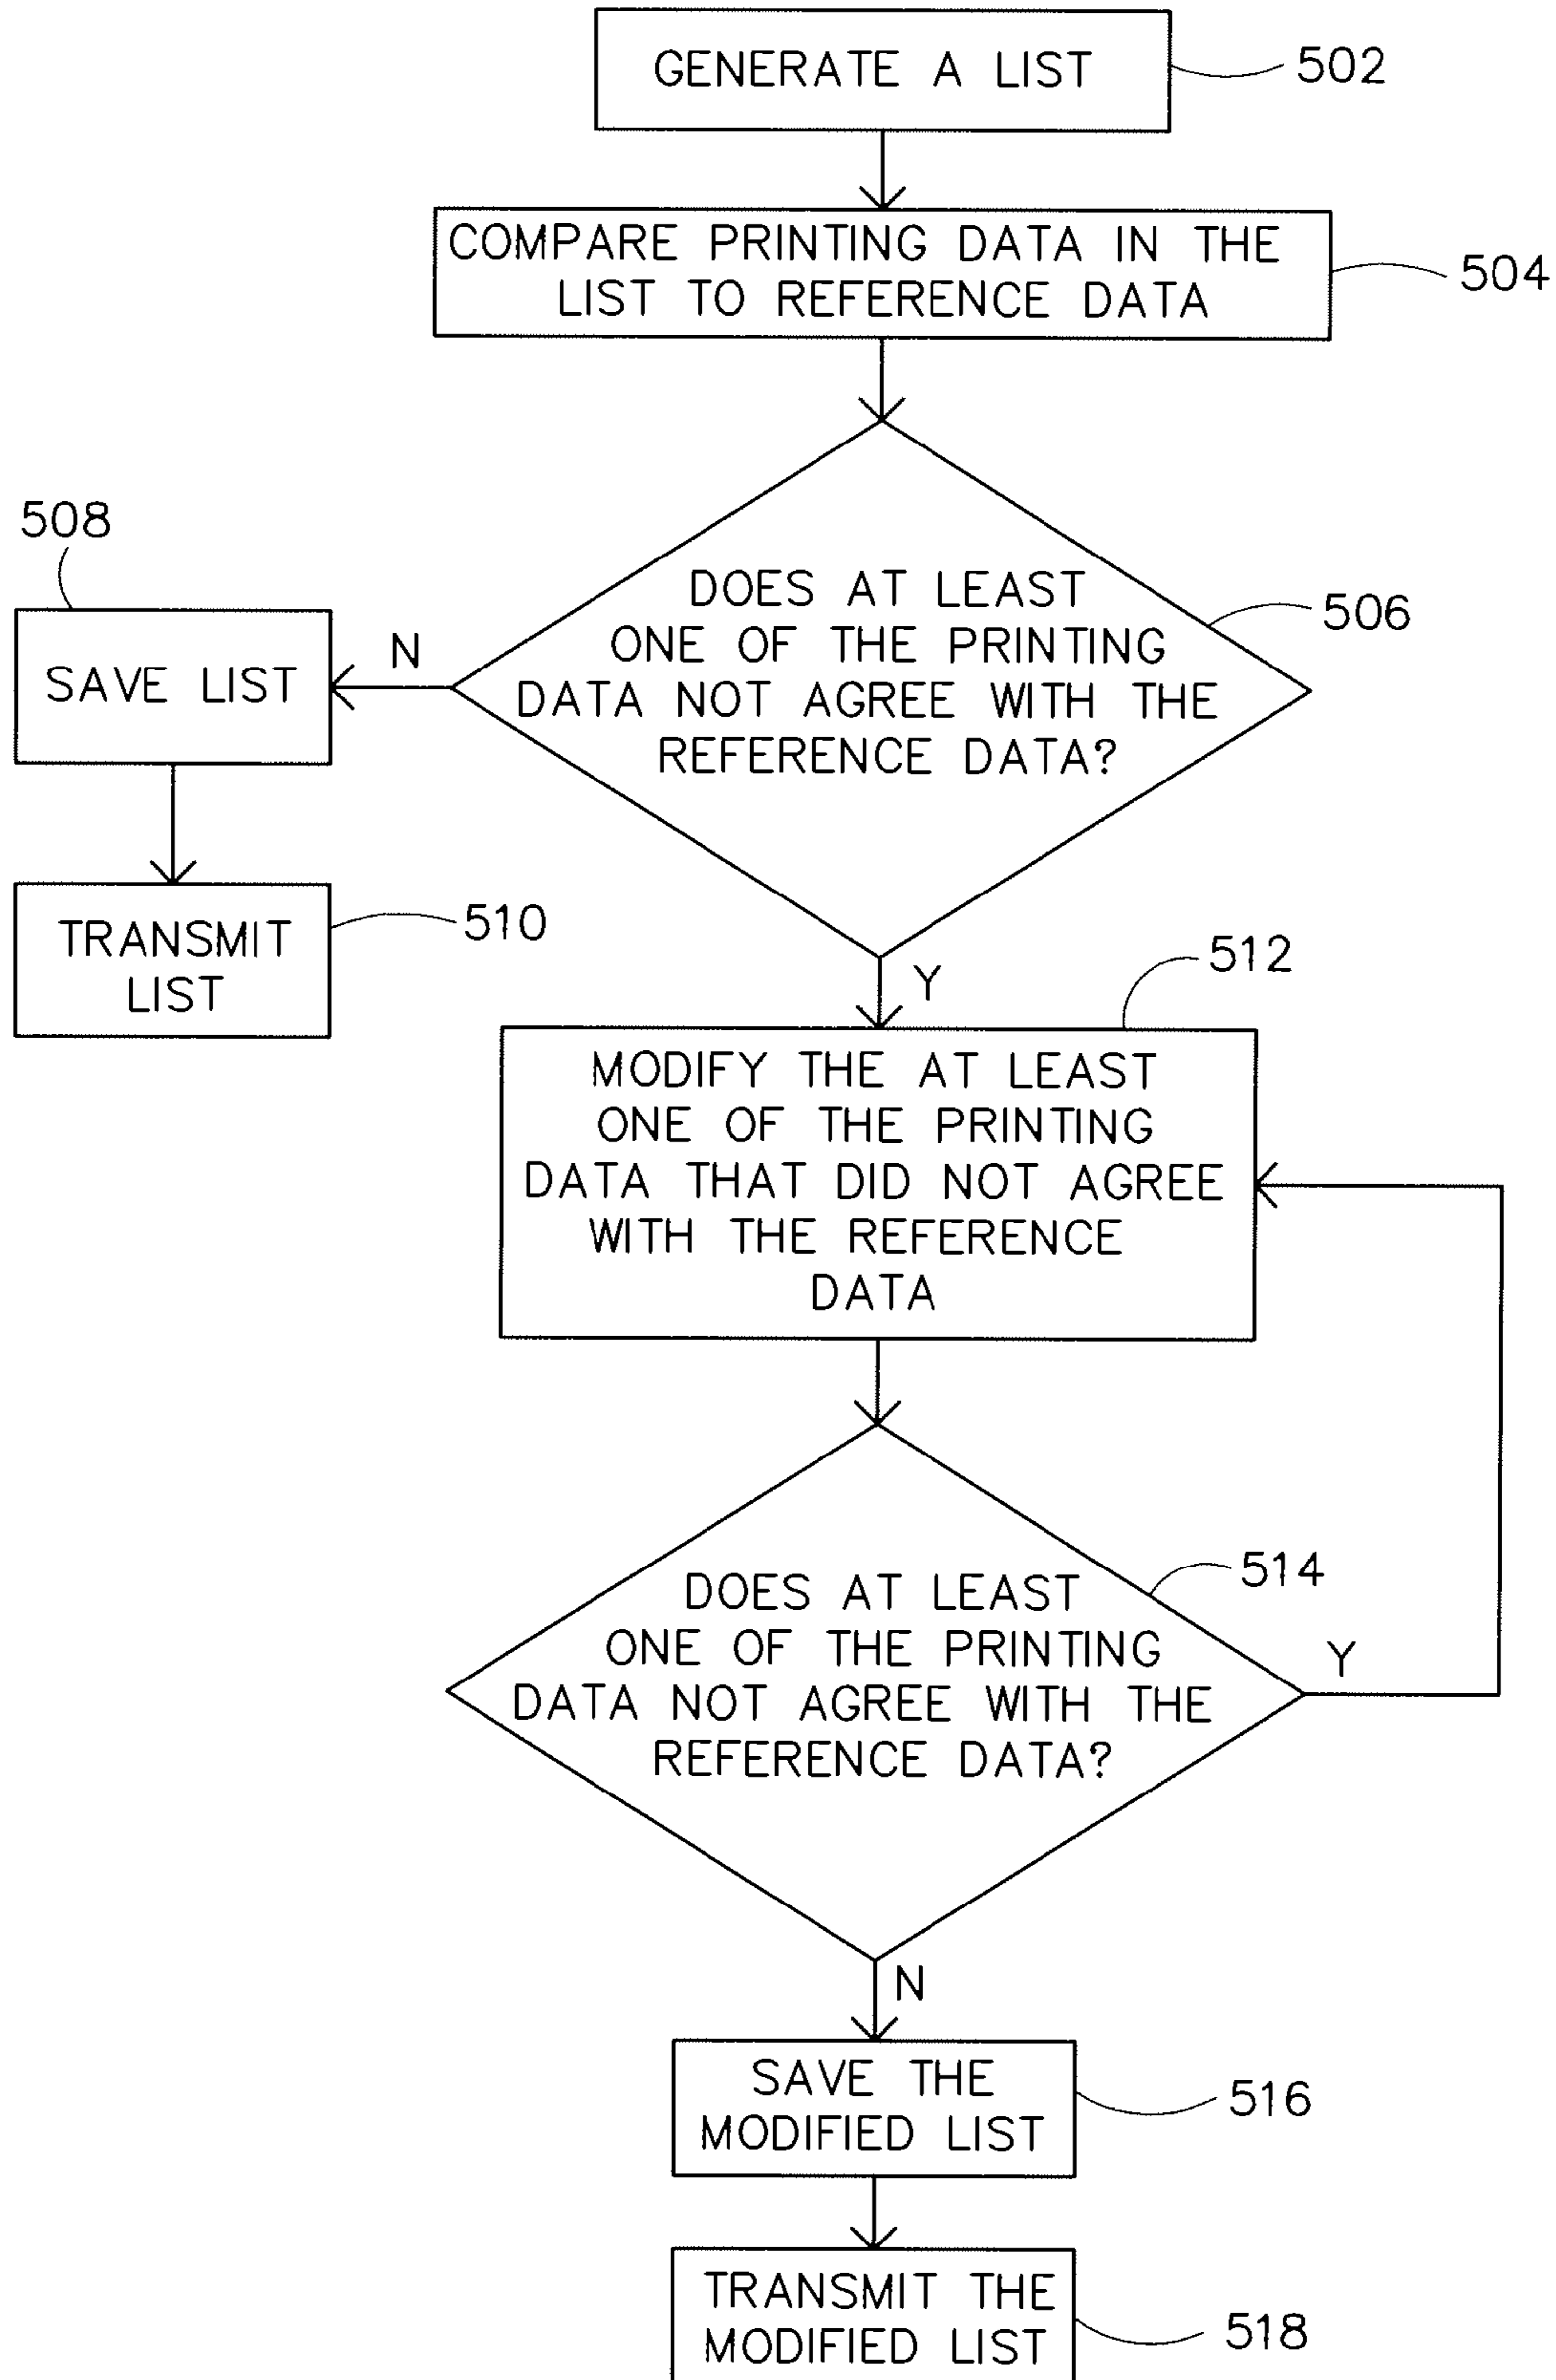 GENERATE A LIST
502
COMPARE PRINTING DATA IN THE
LIST TO REFERENCE DATA
504
DOES AT LEAST
ONE OF THE PRINTING
DATA NOT AGREE WITH THE
REFERENCE DATA?
506
N
508
SAVE LIST
TRANSMIT
LIST
510
Y
512
MODIFY THE AT LEAST
ONE OF THE PRINTING
DATA THAT DID NOT AGREE
WITH THE REFERENCE
DATA
DOES AT LEAST
ONE OF THE PRINTING
DATA NOT AGREE WITH THE
REFERENCE DATA?
514
Y
N
SAVE THE
MODIFIED LIST
516
TRANSMIT THE
MODIFIED LIST
518